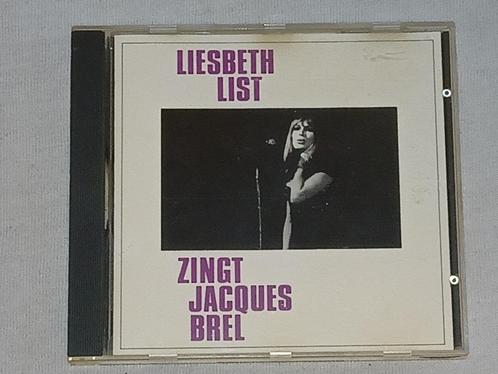 LIESBETH
LIST
ZINGT
JACQUES
BREL